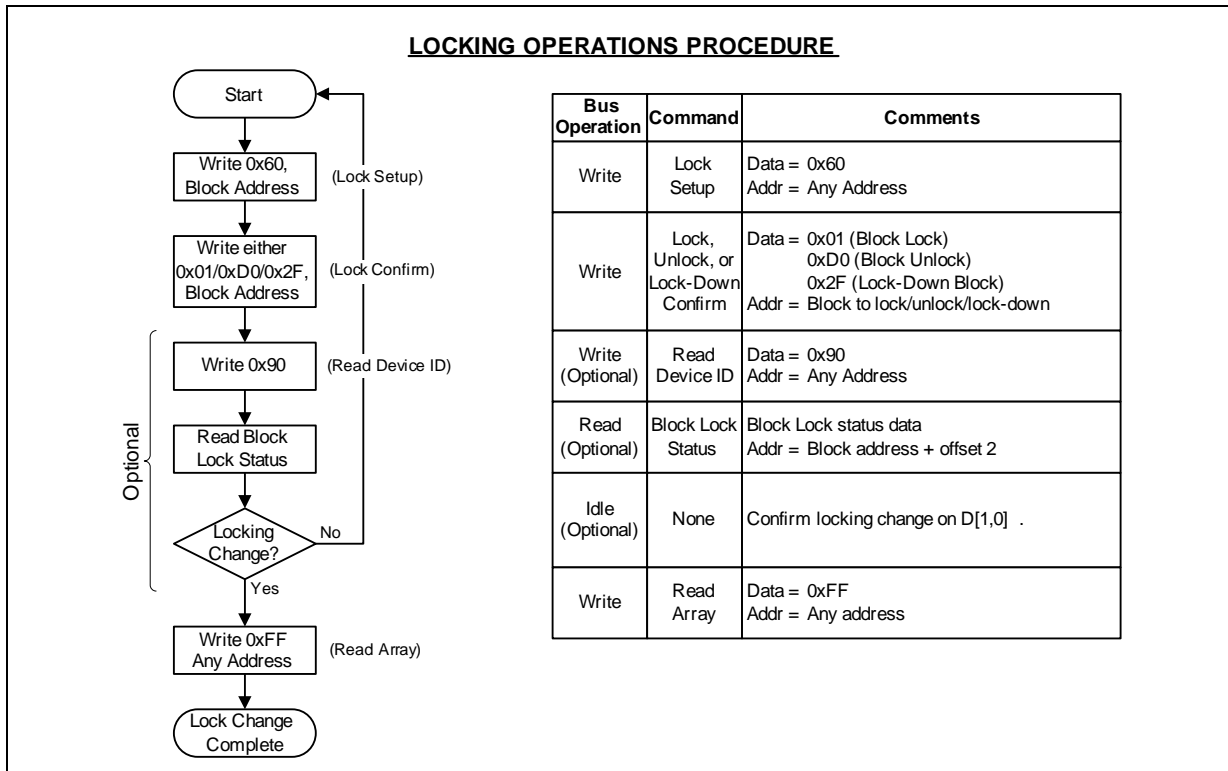 LOCKING OPERATIONS PROCEDURE
Start
Write 0x60,
Block Address
(Lock Setup)
Write either
0x01/0xD0/0x2F,
Block Address
(Lock Confirm)
Optional
Write 0x90
(Read Device ID)
Read Block
Lock Status
Locking
Change?
No
Yes
Write 0xFF
Any Address
(Read Array)
Lock Change
Complete
Bus
Operation
Command
Comments
Write
Lock
Setup
Data = 0x60
Addr = Any Address
Write
Lock,
Unlock, or
Lock-Down
Confirm
Data = 0x01 (Block Lock)
0xD0 (Block Unlock)
0x2F (Lock-Down Block)
Addr = Block to lock/unlock/lock-down
Write
(Optional)
Read
Device ID
Data = 0x90
Addr = Any Address
Read
(Optional)
Block Lock
Status
Block Lock status data
Addr = Block address + offset 2
Idle
(Optional)
None
Confirm locking change on D[1,0] .
Write
Read
Array
Data = 0xFF
Addr = Any address